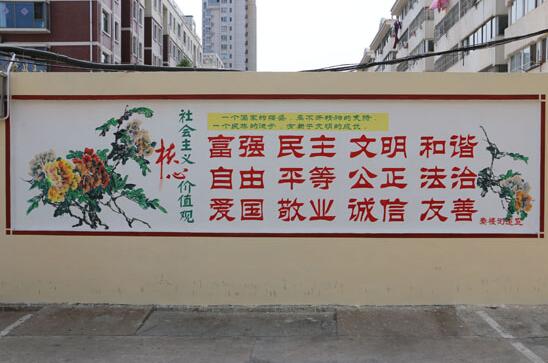 社会主义
核心
价值观
一个国家的强盛，离不开精神的支持
一个民族的进步，有赖于文明的成长。
富强 民主 文明 和谐
自由 平等 公正 法治
爱国 敬业 诚信 友善